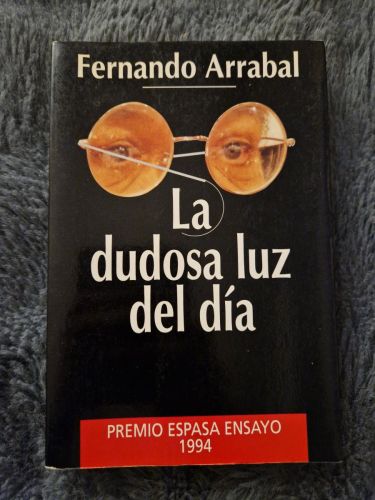 Fernando Arrabal
La
dudosa luz
del día
PREMIO ESPASA ENSAYO
1994